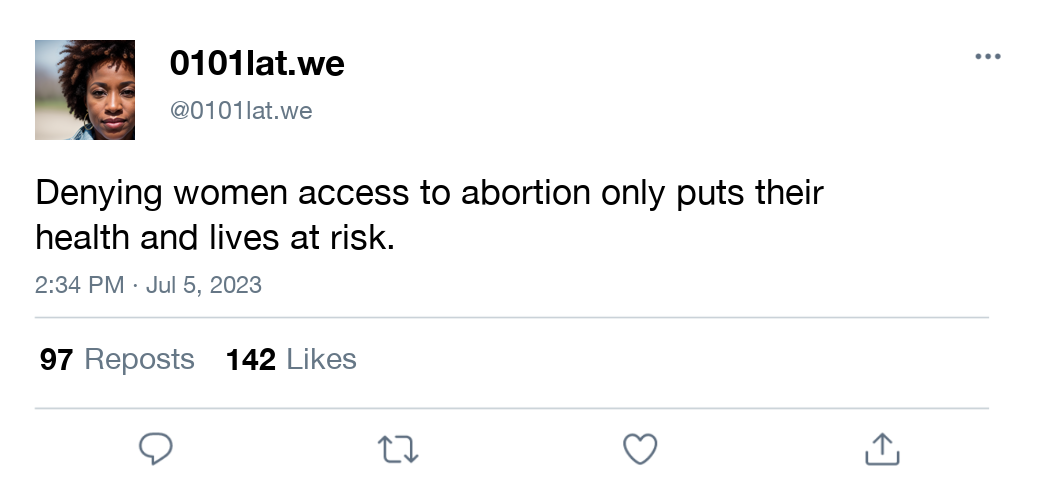 0101lat.we
@0101lat.we
Denying women access to abortion only puts their
health and lives at risk.
2:34 PM · Jul 5, 2023
97 Reposts 142 Likes